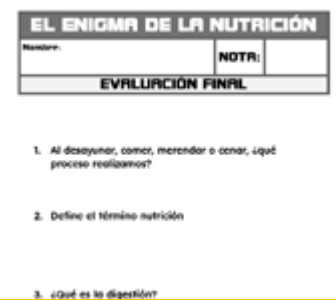 EL ENIGMA DE LA NUTRICIÓN
Nombre:
NOTA:
EVALUACIÓN FINAL
1. Al desayunar, comer, merendar o cenar, ¿qué
proceso realizamos?
2. Define el término nutrición
3. ¿Qué es la digestión?